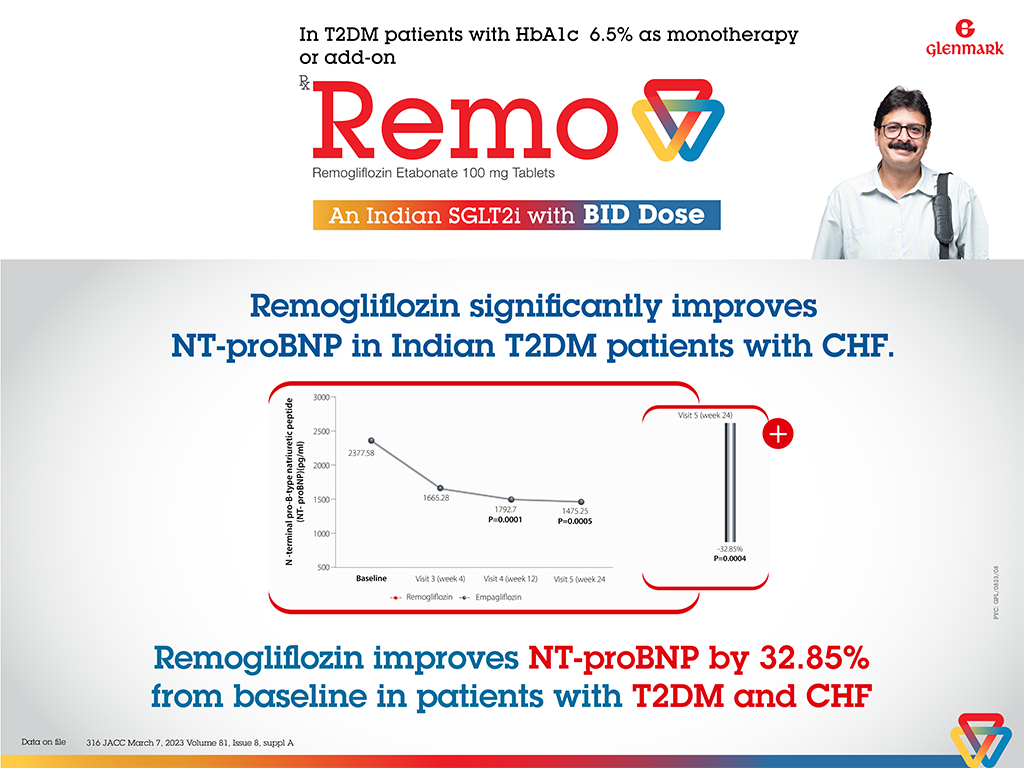 In T2DM patients with HbA1c 6.5% as monotherapy
or add-on
GLENMARK
Rx
Remo
Remogliflozin Etabonate 100 mg Tablets
An Indian SGLT2i with BID Dose
Remogliflozin significantly improves
NT-proBNP in Indian T2DM patients with CHF.
N -terminal pro-B-type natriuretic peptide
(NT- proBNP)(pg/ml)
3000
2500
2000
1500
1000
500
2377.58
1665.28
1792.7
P=0.0001
1475.25
P=0.0005
Baseline
Visit 3 (week 4)
Visit 4 (week 12)
Visit 5 (week 24
Remogliflozin
Empagliflozin
Visit 5 (week 24)
+
-32.85%
P=0.0004
PYC: GPL/0823/08
Remogliflozin improves NT-proBNP by 32.85%
from baseline in patients with T2DM and CHF
Data on file
316 JACC March 7, 2023 Volume 81, Issue 8, suppl A